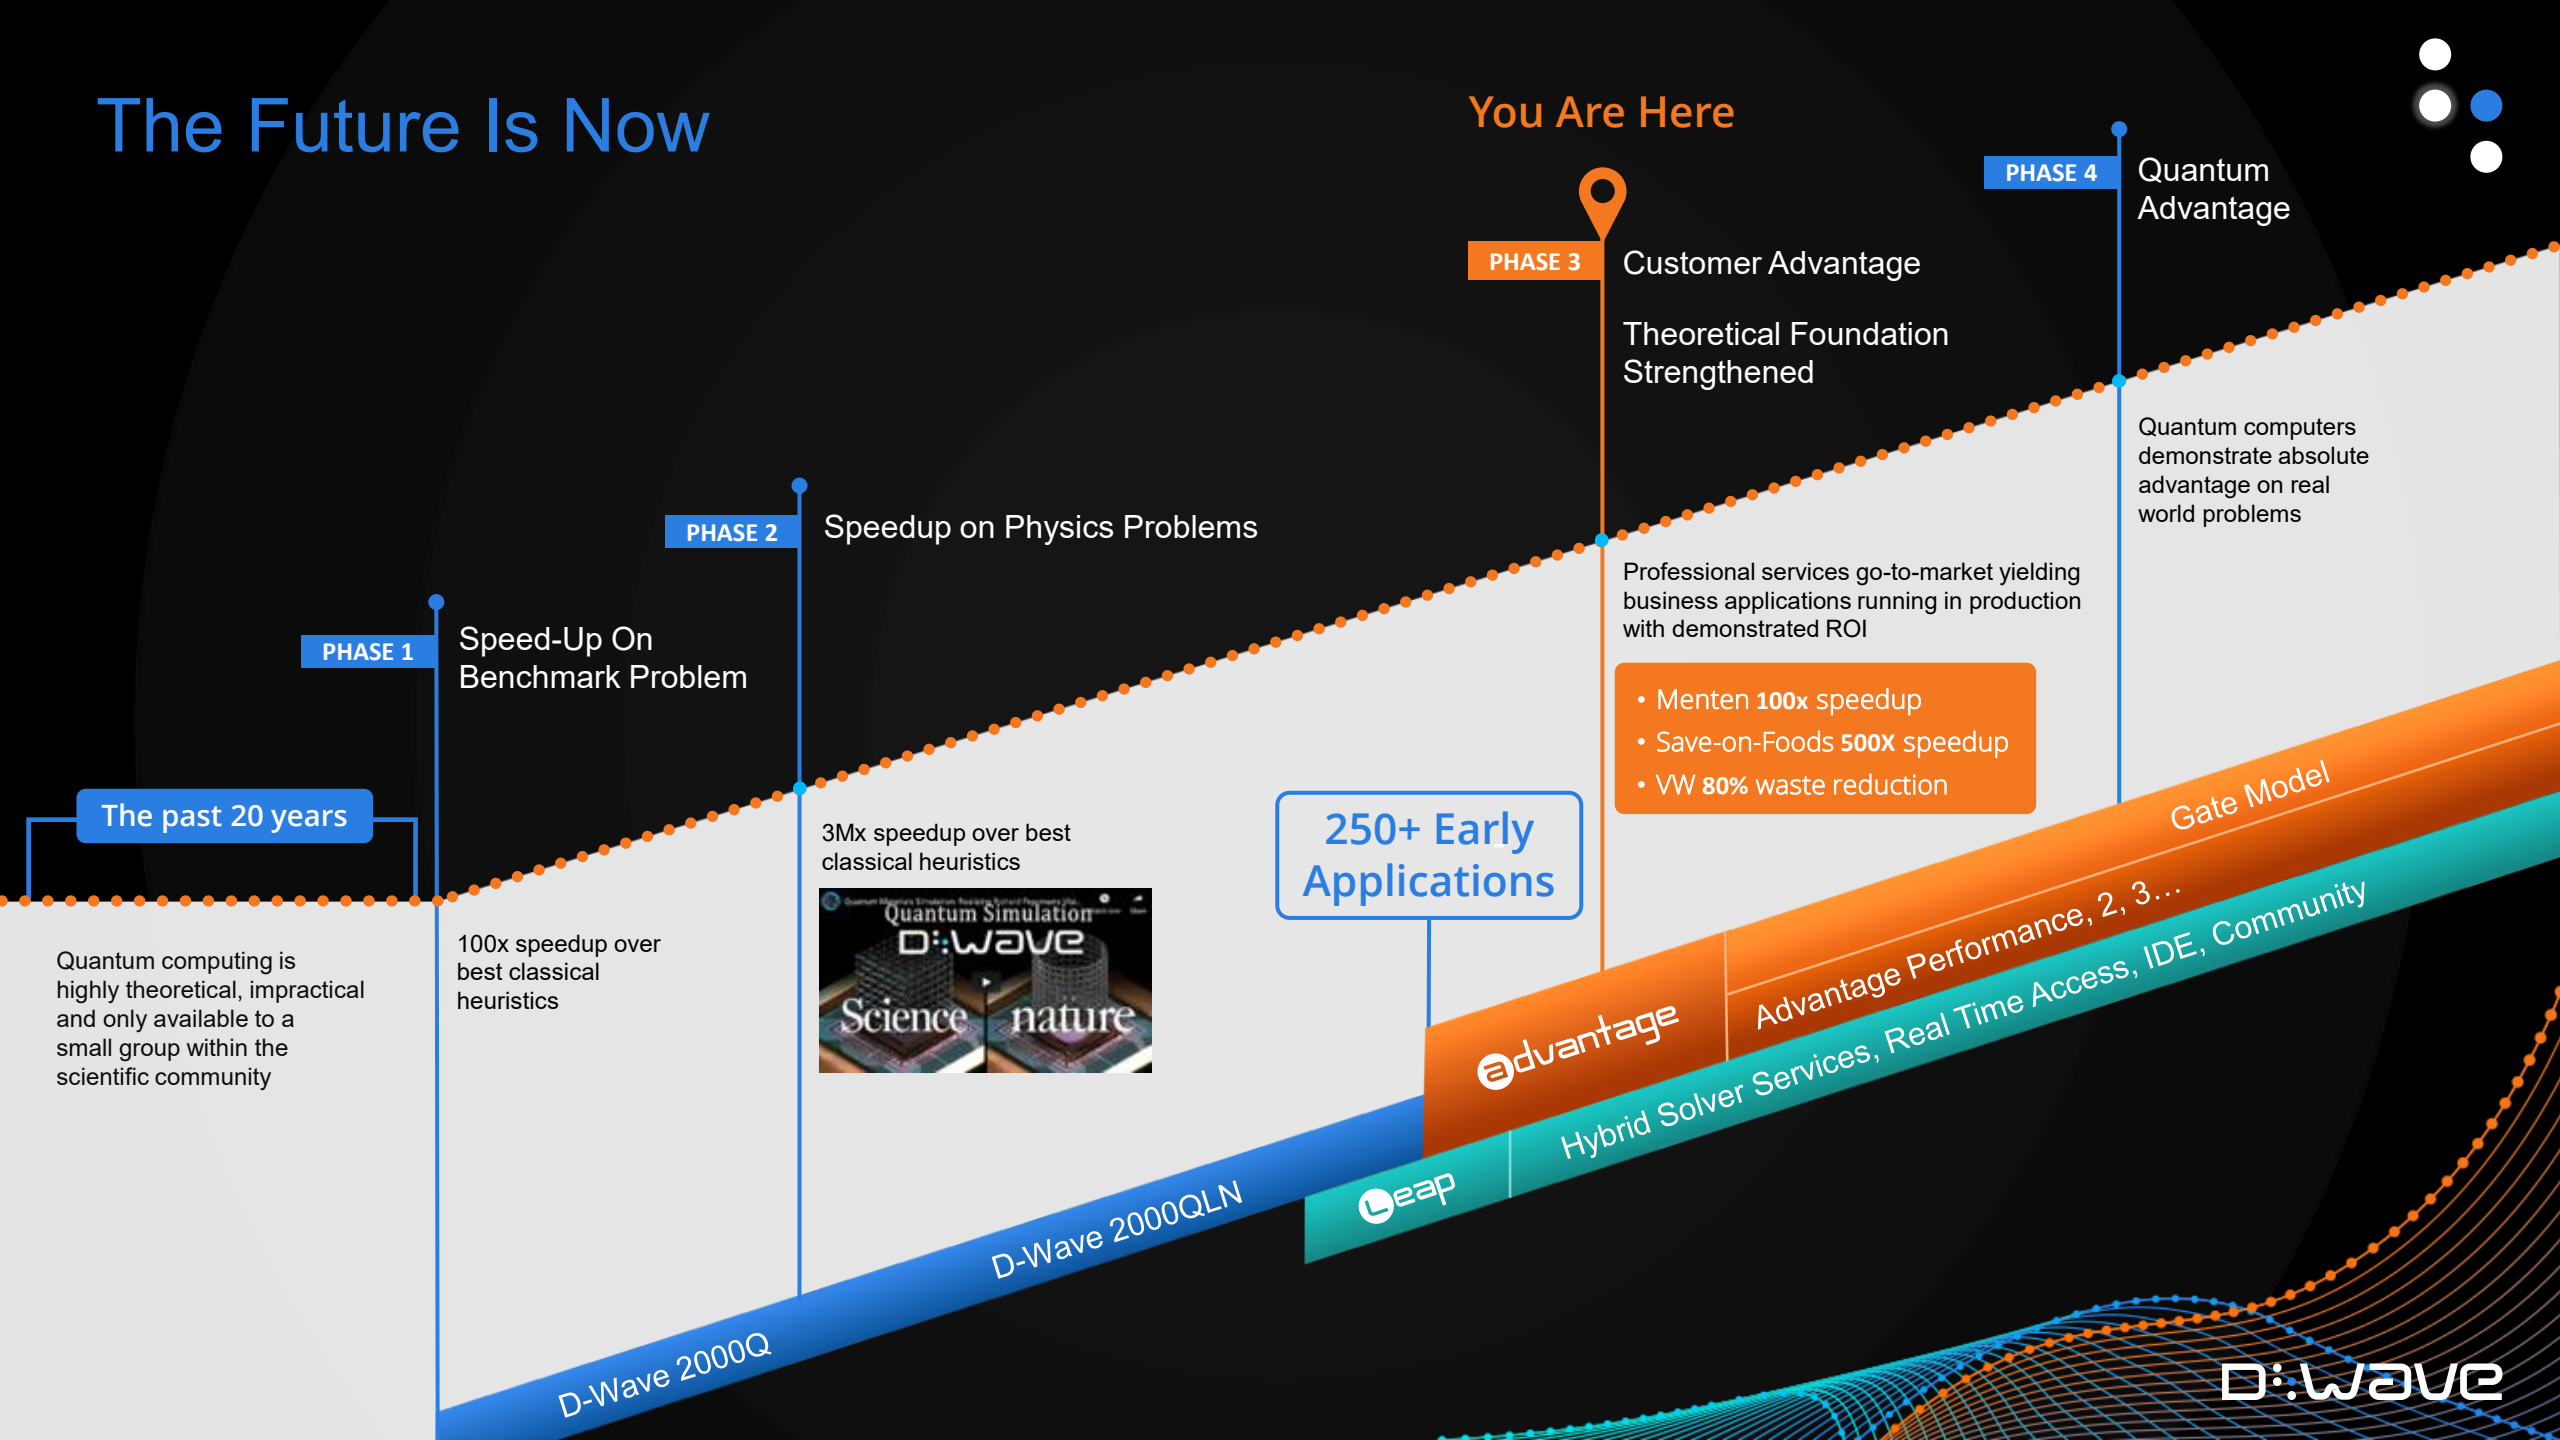 The Future Is Now
You Are Here
PHASE 4
Quantum
Advantage
PHASE 3
Customer Advantage
Theoretical Foundation
Strengthened
Quantum computers
demonstrate absolute
advantage on real
world problems
PHASE 2
Speedup on Physics Problems
Professional services go-to-market yielding
business applications running in production
with demonstrated ROI
PHASE 1
Speed-Up On
Benchmark Problem
• Menten 100x speedup
• Save-on-Foods 500X speedup
• VW 80% waste reduction
The past 20 years
250+ Early
Applications
3Mx speedup over best
classical heuristics
Quantum Simulation
D:Wave
Science
nature
100x speedup over
best classical
heuristics
Quantum computing is
highly theoretical, impractical
and only available to a
small group within the
scientific community
Gate Model
Advantage Performance, 2, 3…
advantage
Hybrid Solver Services, Real Time Access, IDE, Community
Leap
D-Wave 2000QLN
D-Wave 2000Q
D:Wave